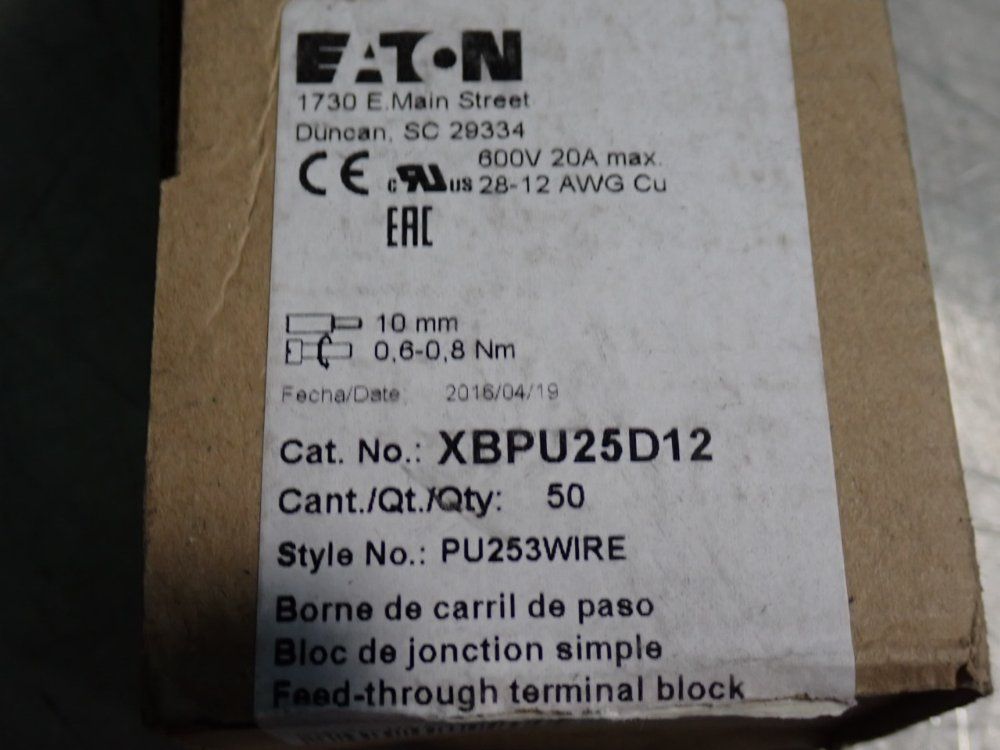 EATON
1730 E.Main Street
Duncan, SC 29334
CE c RU us 600V 20A max.
28-12 AWG Cu
EAC
10 mm
0,6-0,8 Nm
Fecha/Date 2016/04/19
Cat. No.: XBPU25D12
Cant./Qt./Qty: 50
Style No.: PU253WIRE
Borne de carril de paso
Bloc de jonction simple
Feed-through terminal block